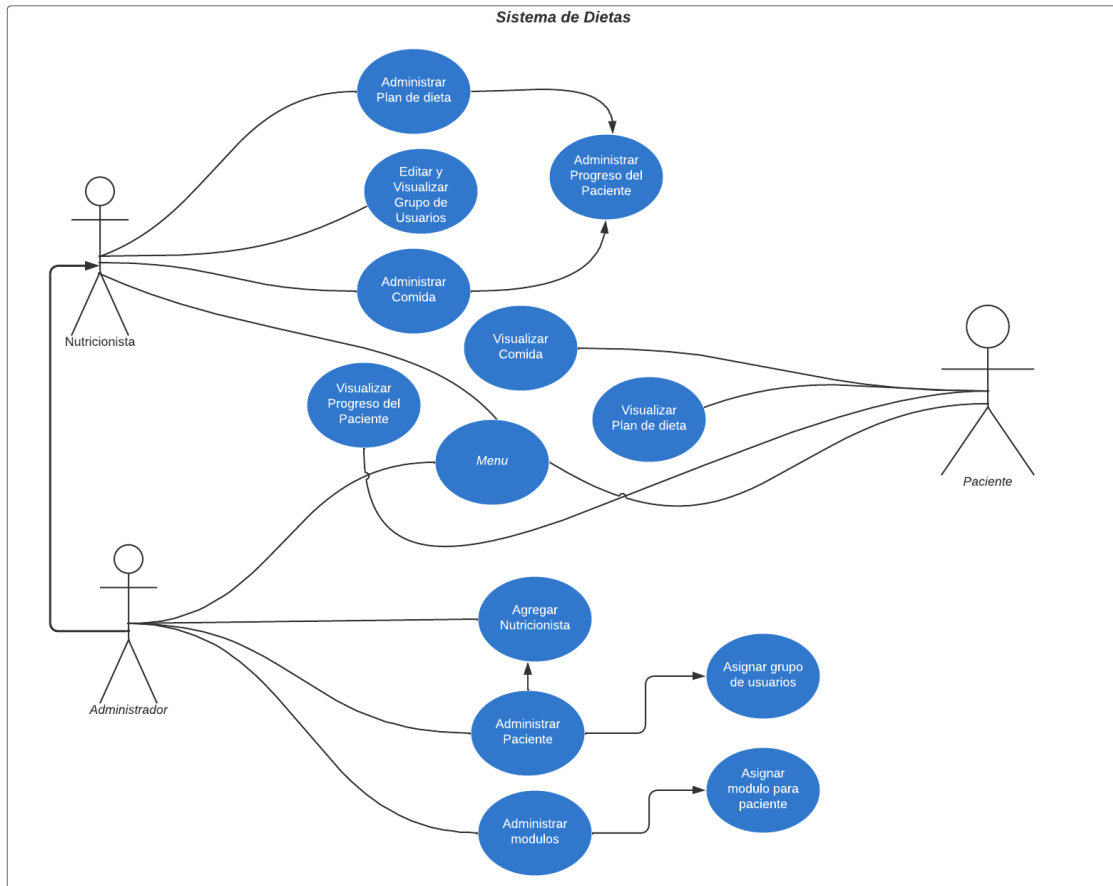 Sistema de Dietas
Administrar
Plan de dieta
Administrar
Progreso del
Paciente
Editar y
Visualizar
Grupo de
Usuarios
Administrar
Comida
Nutricionista
Visualizar
Comida
Visualizar
Progreso del
Paciente
Visualizar
Plan de dieta
Menu
Paciente
Agregar
Nutricionista
Asignar grupo
de usuarios
Administrador
Administrar
Paciente
Asignar
modulo para
paciente
Administrar
modulos